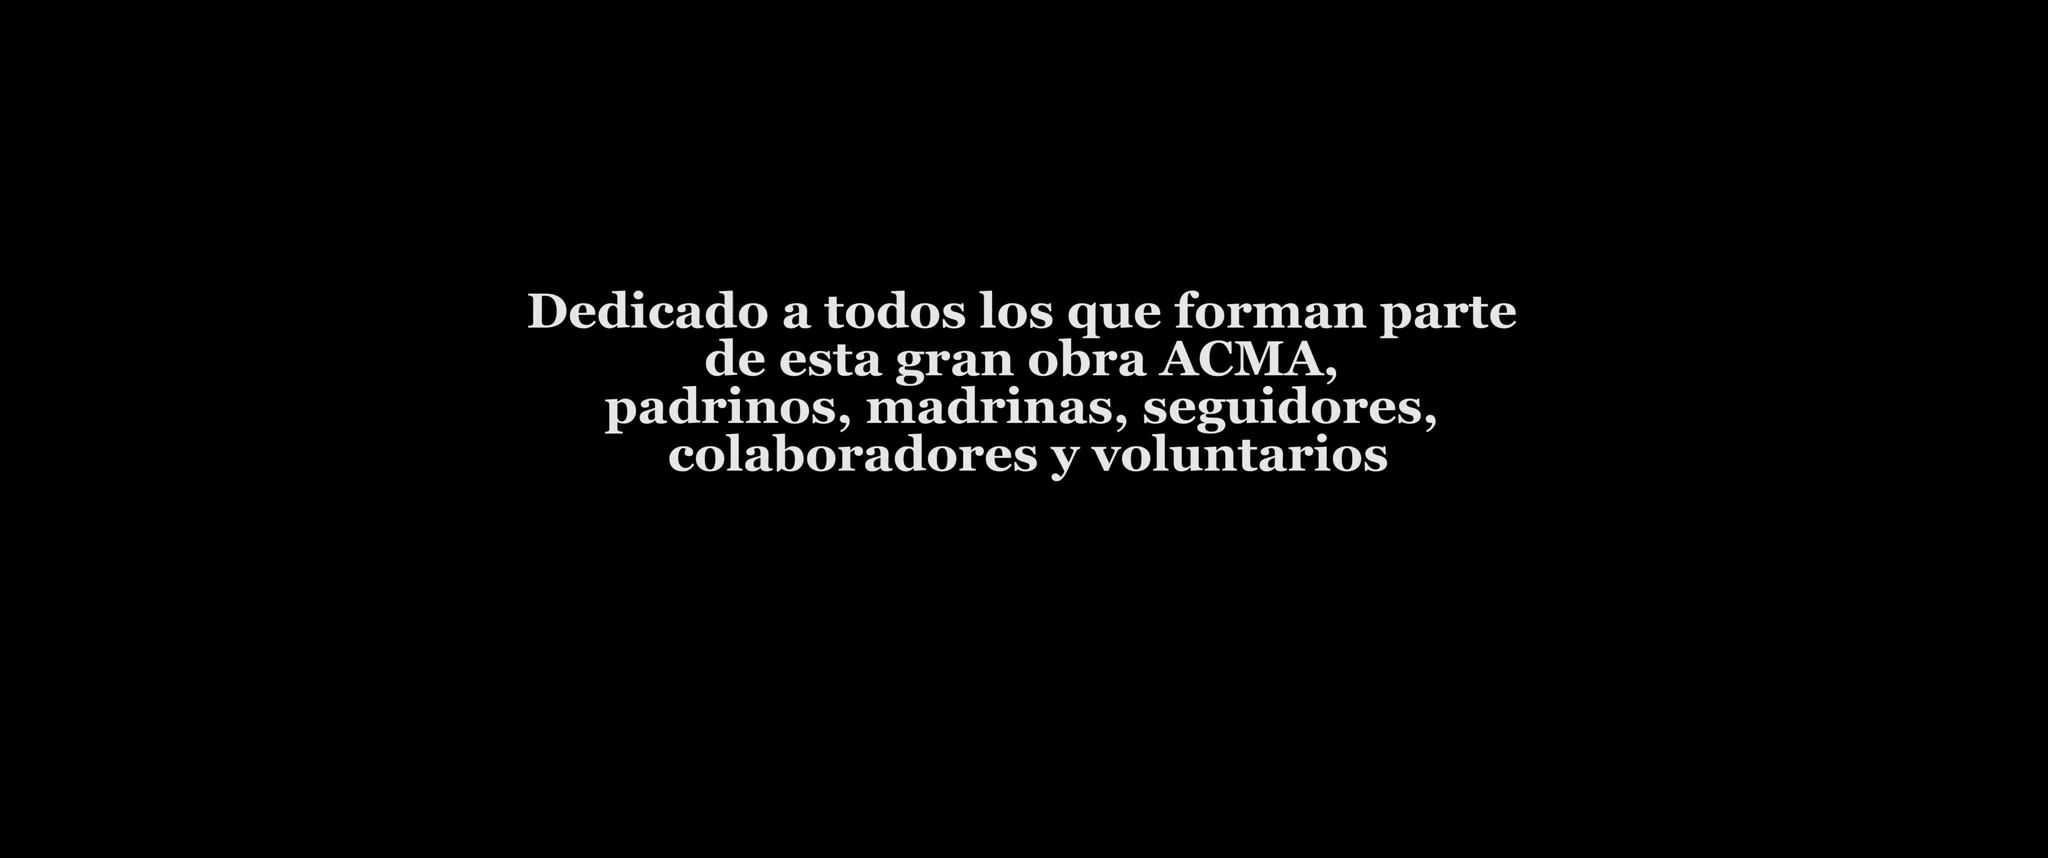 Dedicado a todos los que forman parte
de esta gran obra ACMA,
padrinos, madrinas, seguidores,
colaboradores y voluntarios